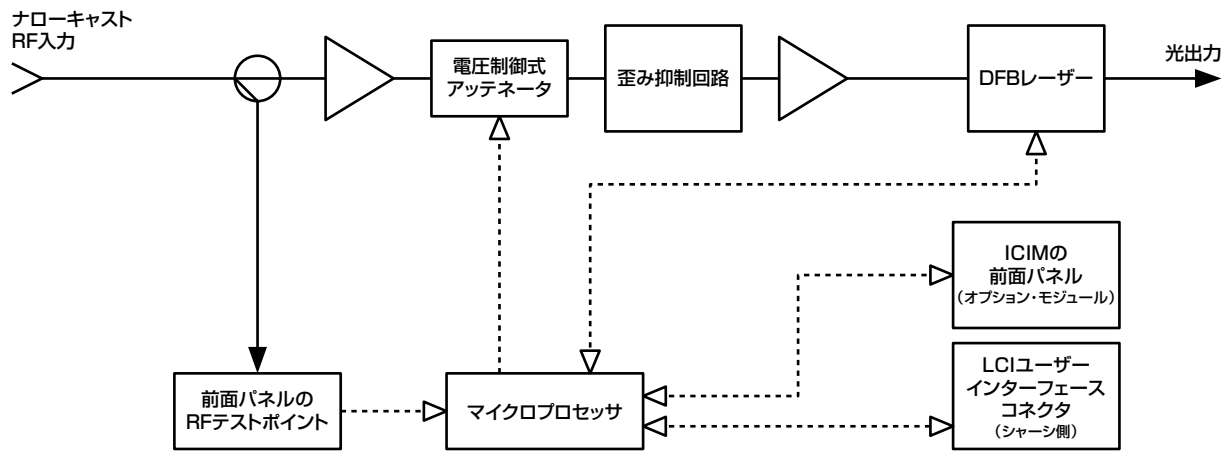 ナローキャスト
RF入力
電圧制御式
アッテネータ
歪み抑制回路
DFBレーザー
光出力
ICIMの
前面パネル
(オプション・モジュール)
前面パネルの
RFテストポイント
マイクロプロセッサ
LCIユーザー
インターフェース
コネクタ
(シャーシ側)